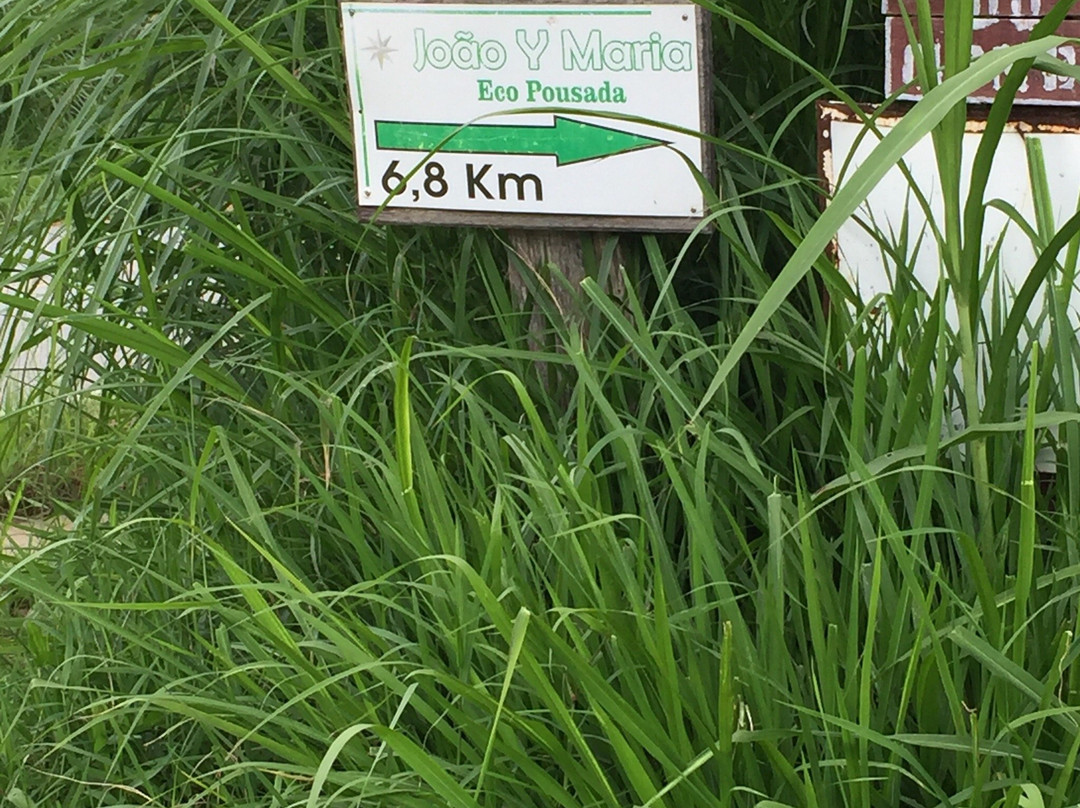 João Y Maria
Eco Pousada
6,8 Km